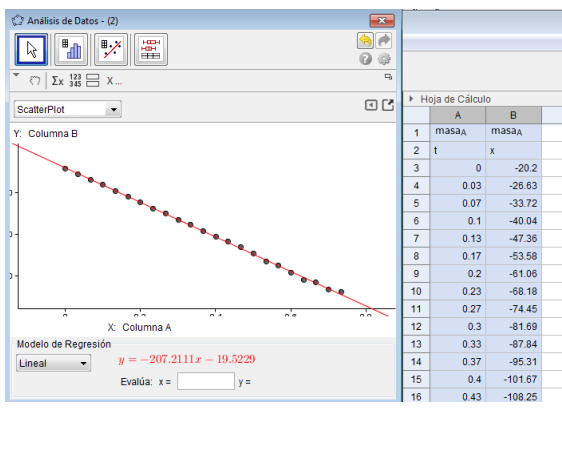 Análisis de Datos - (2)
Σx 123 345 X...
ScatterPlot
Y: Columna B
X: Columna A
Modelo de Regresión
Lineal
y = −207.2111x − 19.5229
Evalúa: x = y =
Hoja de Cálculo
A B
1 masaA masaA
2 t x
3 0 -20.2
4 0.03 -26.63
5 0.07 -33.72
6 0.1 -40.04
7 0.13 -47.36
8 0.17 -53.58
9 0.2 -61.06
10 0.23 -68.18
11 0.27 -74.45
12 0.3 -81.69
13 0.33 -87.84
14 0.37 -95.31
15 0.4 -101.67
16 0.43 -108.25